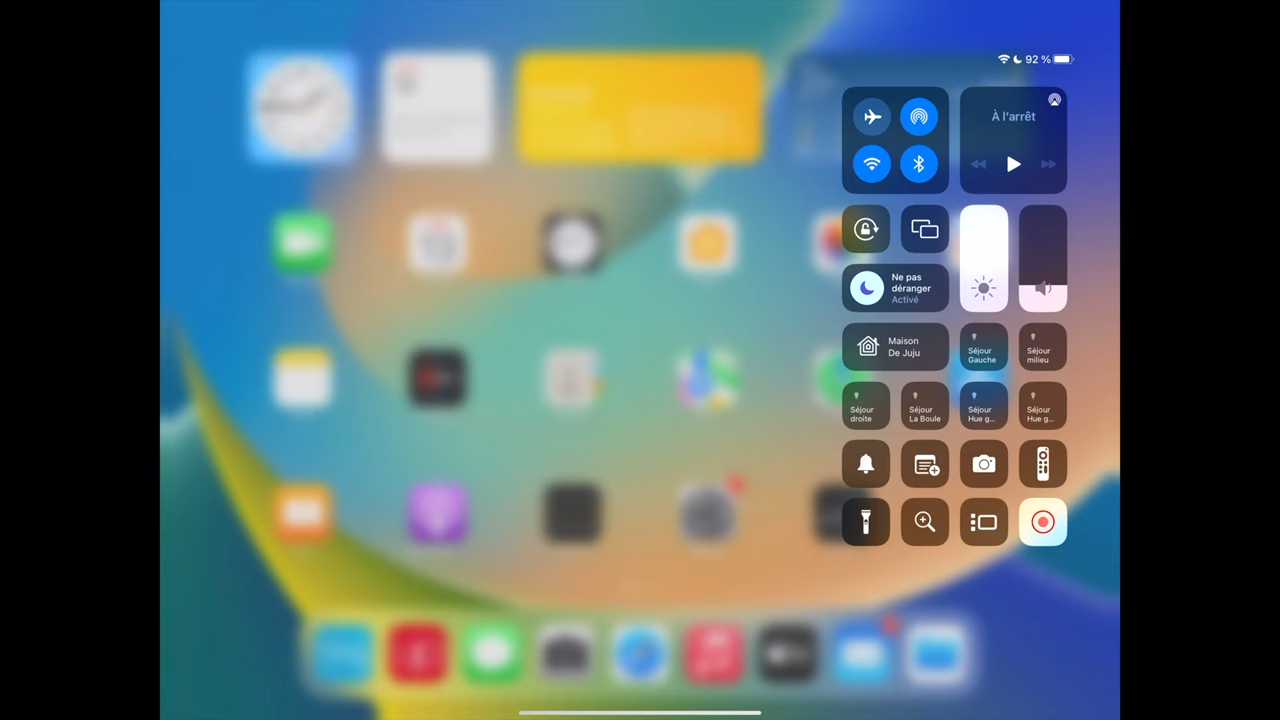 92 %
À l'arrêt
Ne pas
déranger
Activé
Maison
De Juju
Séjour
Gauche
Séjour
milieu
Séjour
droite
Séjour
La Boule
Séjour
Hue g...
Séjour
Hue g...